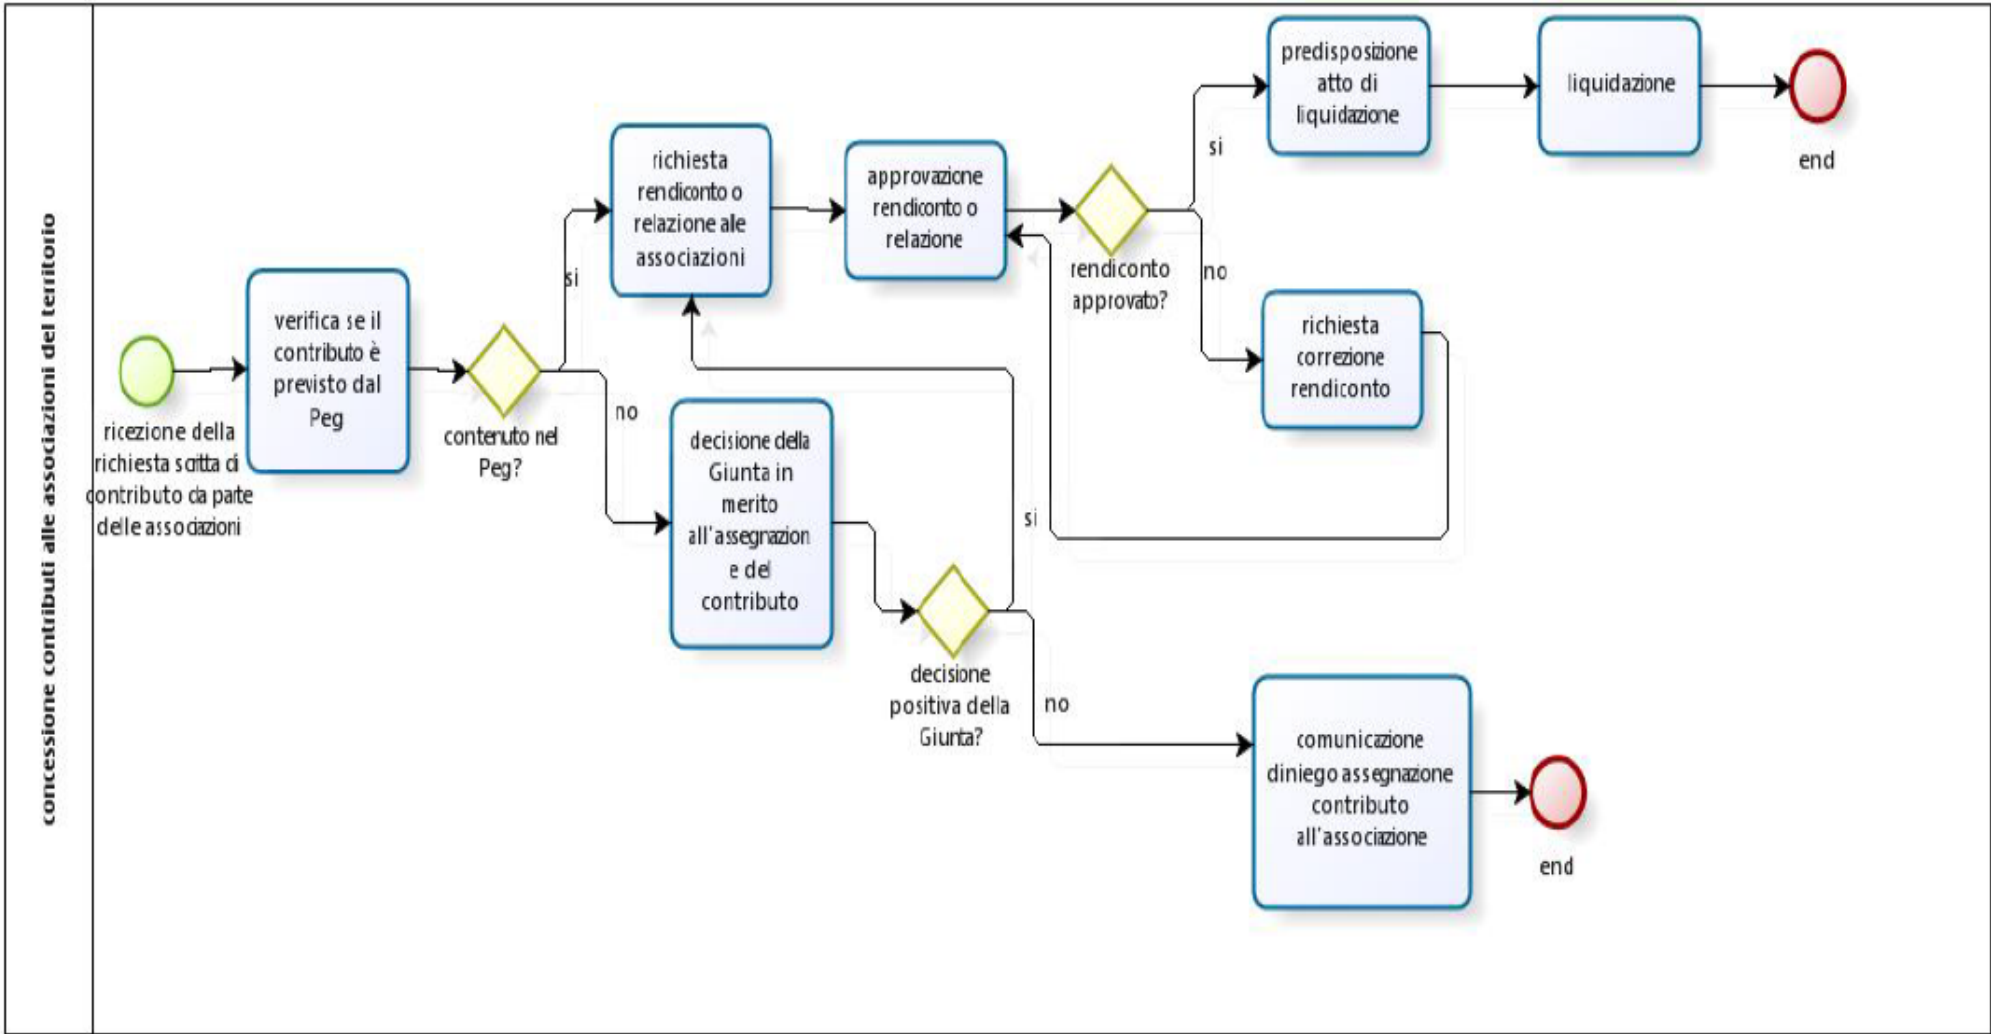 concessione contributi alle associazioni del territorio
ricezione della
richiesta scritta di
contributo da parte
delle associazioni
verifica se il
contributo è
previsto dal
Peg
contenuto nel
Peg?
si
no
richiesta
rendiconto o
relazione alle
associazioni
approvazione
rendiconto o
relazione
rendiconto
approvato?
si
no
predisposizione
atto di
liquidazione
liquidazione
end
richiesta
correzione
rendiconto
decisione della
Giunta in
merito
all'assegnazion
e del
contributo
decisione
positiva della
Giunta?
si
no
comunicazione
diniego assegnazione
contributo
all'associazione
end